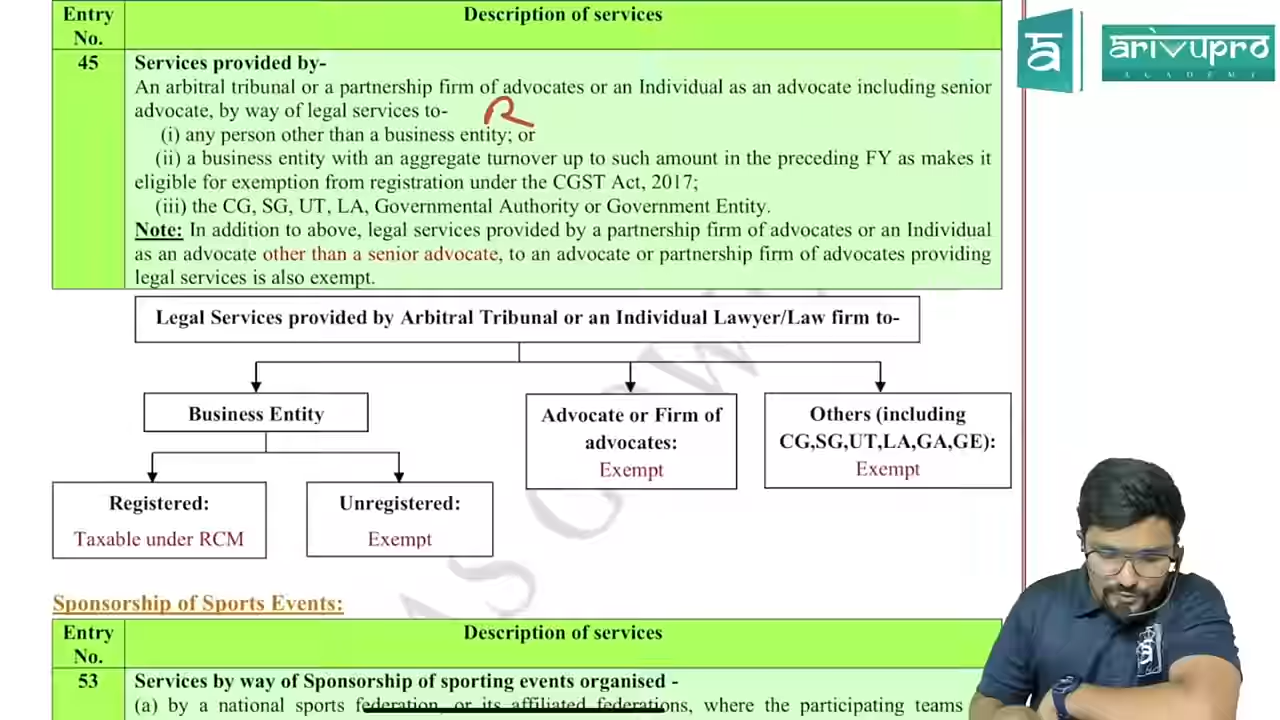 Entry
No.
Description of services
45
Services provided by-
An arbitral tribunal or a partnership firm of advocates or an Individual as an advocate including senior
advocate, by way of legal services to-
R
(i) any person other than a business entity; or
(ii) a business entity with an aggregate turnover up to such amount in the preceding FY as makes it
eligible for exemption from registration under the CGST Act, 2017;
(iii) the CG, SG, UT, LA, Governmental Authority or Government Entity.
Note: In addition to above, legal services provided by a partnership firm of advocates or an Individual
as an advocate other than a senior advocate, to an advocate or partnership firm of advocates providing
legal services is also exempt.
Legal Services provided by Arbitral Tribunal or an Individual Lawyer/Law firm to-
Business Entity
Advocate or Firm of
advocates:
Exempt
Others (including
CG,SG,UT,LA,GA,GE):
Exempt
Registered:
Taxable under RCM
Unregistered:
Exempt
Sponsorship of Sports Events:
Entry
No.
Description of services
53
Services by way of Sponsorship of sporting events organised -
(a) by a national sports federation, or its affiliated federations, where the participating teams
arivupro
ACADEMY